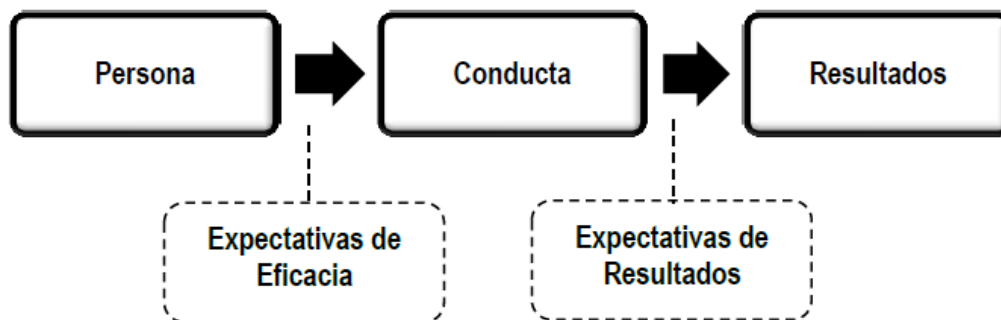 Persona
Conducta
Resultados
Expectativas de
Eficacia
Expectativas de
Resultados